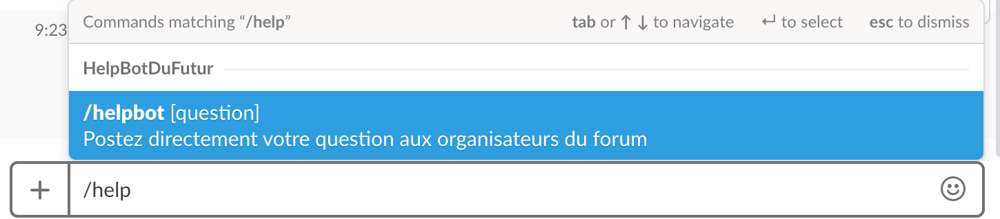 9:23
Commands matching “/help” tab or ↑ ↓ to navigate ↵ to select esc to dismiss
HelpBotDuFutur
/helpbot [question]
Postez directement votre question aux organisateurs du forum
/help